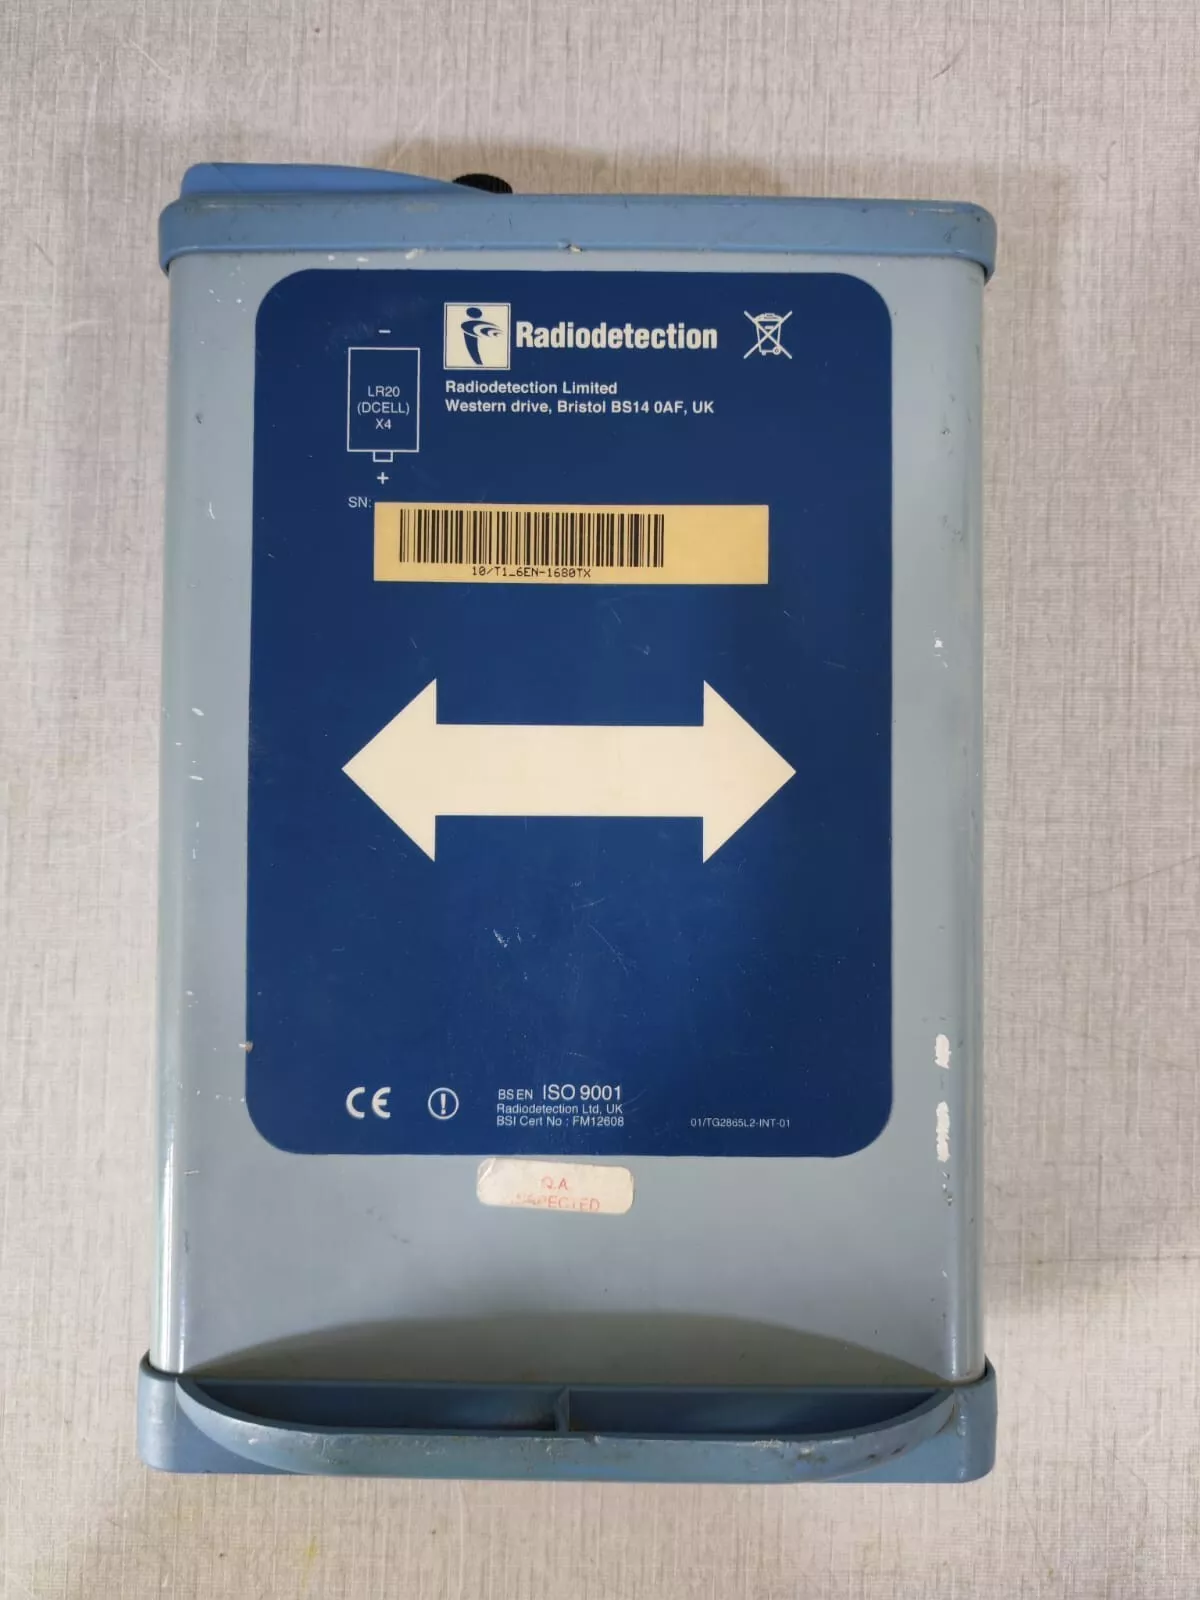 Radiodetection
Radiodetection Limited
Western drive, Bristol BS14 0AF, UK
-
LR20
(DCELL)
X4
+
SN:
10/T1_6EN-1680TX
CE
!
BS EN ISO 9001
Radiodetection Ltd, UK
BSI Cert No : FM12608
01/TG2865L2-INT-01
QA